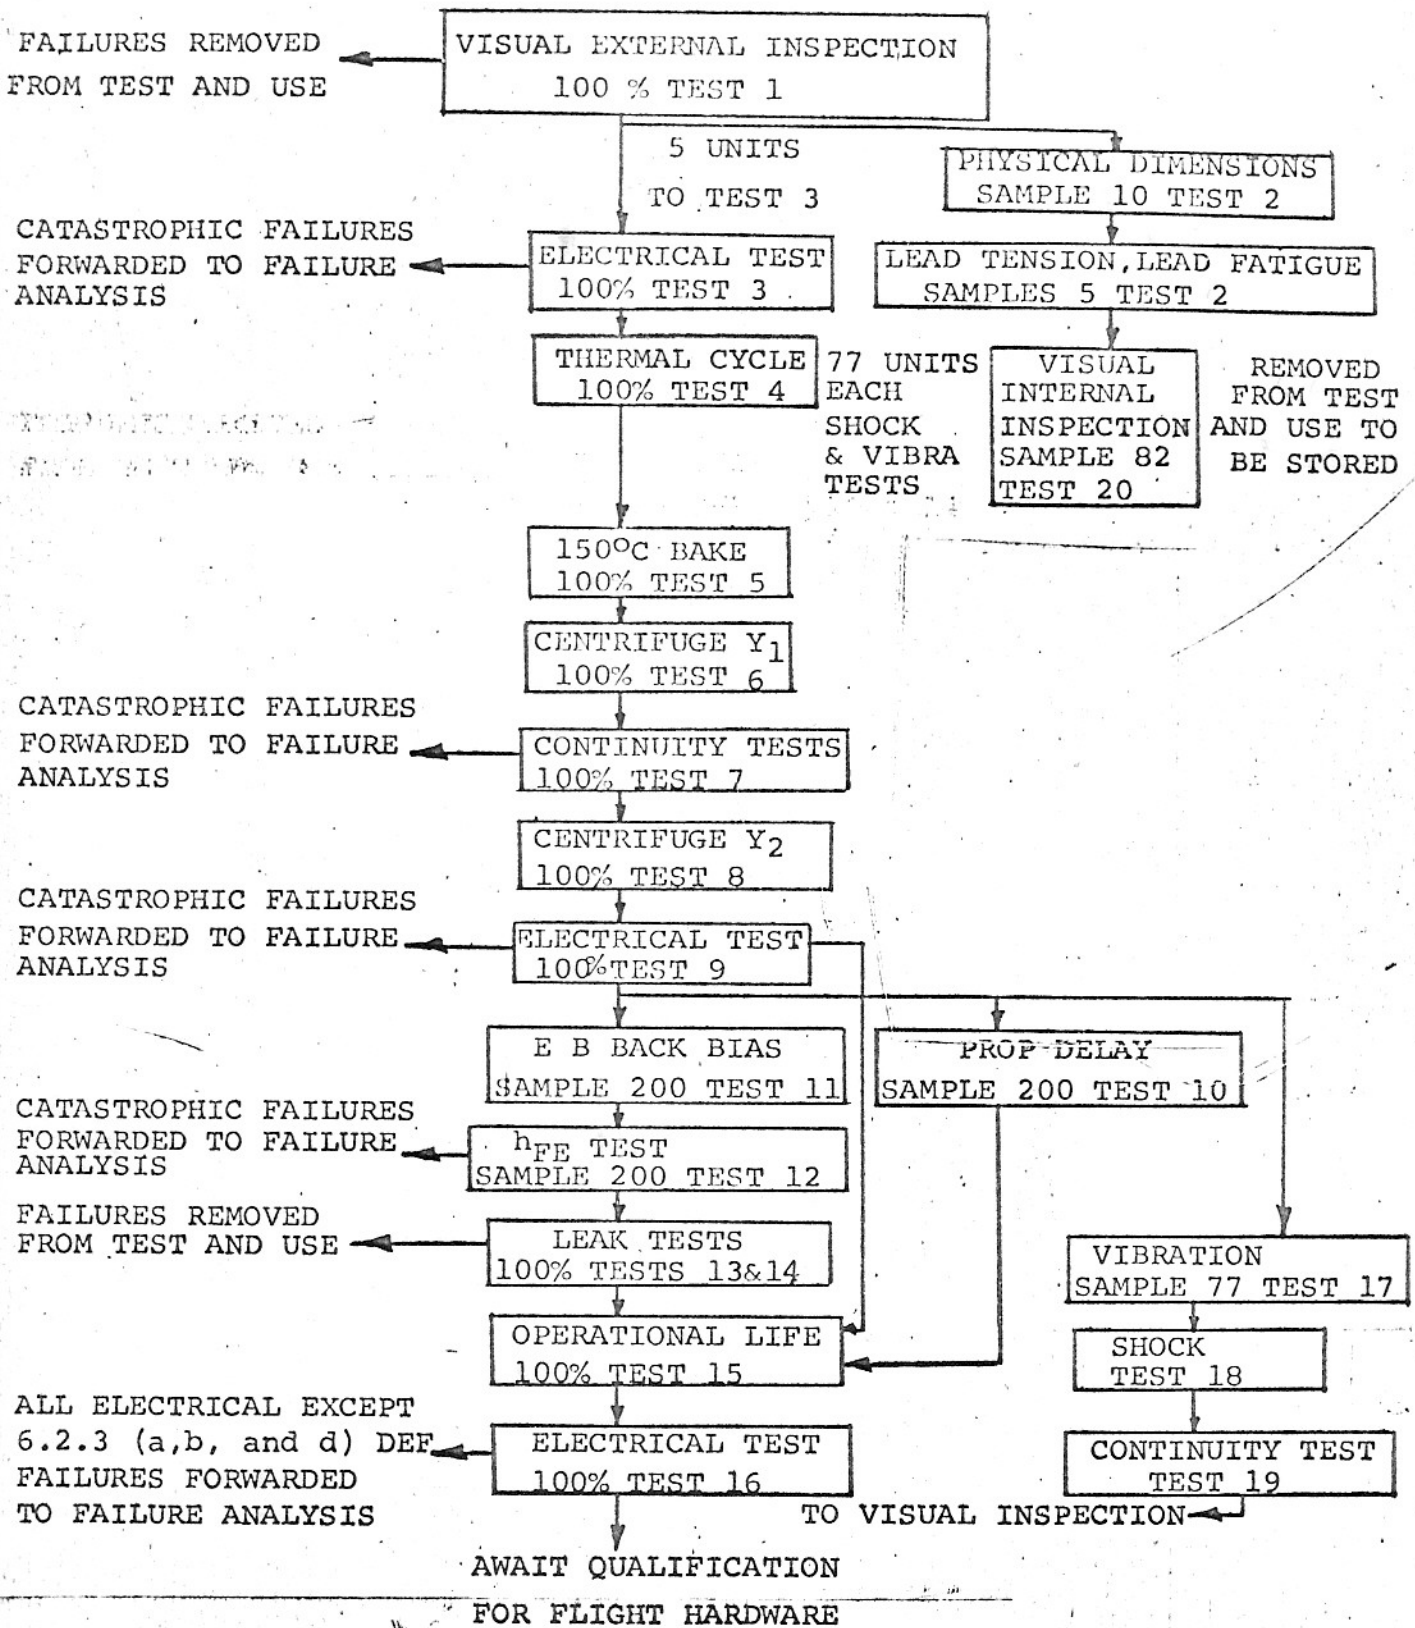 FAILURES REMOVED
FROM TEST AND USE
VISUAL EXTERNAL INSPECTION
100 % TEST 1
5 UNITS
TO TEST 3
PHYSICAL DIMENSIONS
SAMPLE 10 TEST 2
CATASTROPHIC FAILURES
FORWARDED TO FAILURE
ANALYSIS
ELECTRICAL TEST
100% TEST 3
LEAD TENSION, LEAD FATIGUE
SAMPLES 5 TEST 2
THERMAL CYCLE
100% TEST 4
77 UNITS
EACH
SHOCK
& VIBRA
TESTS
VISUAL
INTERNAL
INSPECTION
SAMPLE 82
TEST 20
REMOVED
FROM TEST
AND USE TO
BE STORED
150°C BAKE
100% TEST 5
CENTRIFUGE Y1
100% TEST 6
CATASTROPHIC FAILURES
FORWARDED TO FAILURE
ANALYSIS
CONTINUITY TESTS
100% TEST 7
CENTRIFUGE Y2
100% TEST 8
CATASTROPHIC FAILURES
FORWARDED TO FAILURE
ANALYSIS
ELECTRICAL TEST
100% TEST 9
E B BACK BIAS
SAMPLE 200 TEST 11
PROP-DELAY
SAMPLE 200 TEST 10
CATASTROPHIC FAILURES
FORWARDED TO FAILURE
ANALYSIS
hFE TEST
SAMPLE 200 TEST 12
FAILURES REMOVED
FROM TEST AND USE
LEAK TESTS
100% TESTS 13&14
VIBRATION
SAMPLE 77 TEST 17
OPERATIONAL LIFE
100% TEST 15
SHOCK
TEST 18
ALL ELECTRICAL EXCEPT
6.2.3 (a,b, and d) DEF
FAILURES FORWARDED
TO FAILURE ANALYSIS
ELECTRICAL TEST
100% TEST 16
CONTINUITY TEST
TEST 19
TO VISUAL INSPECTION
AWAIT QUALIFICATION
FOR FLIGHT HARDWARE